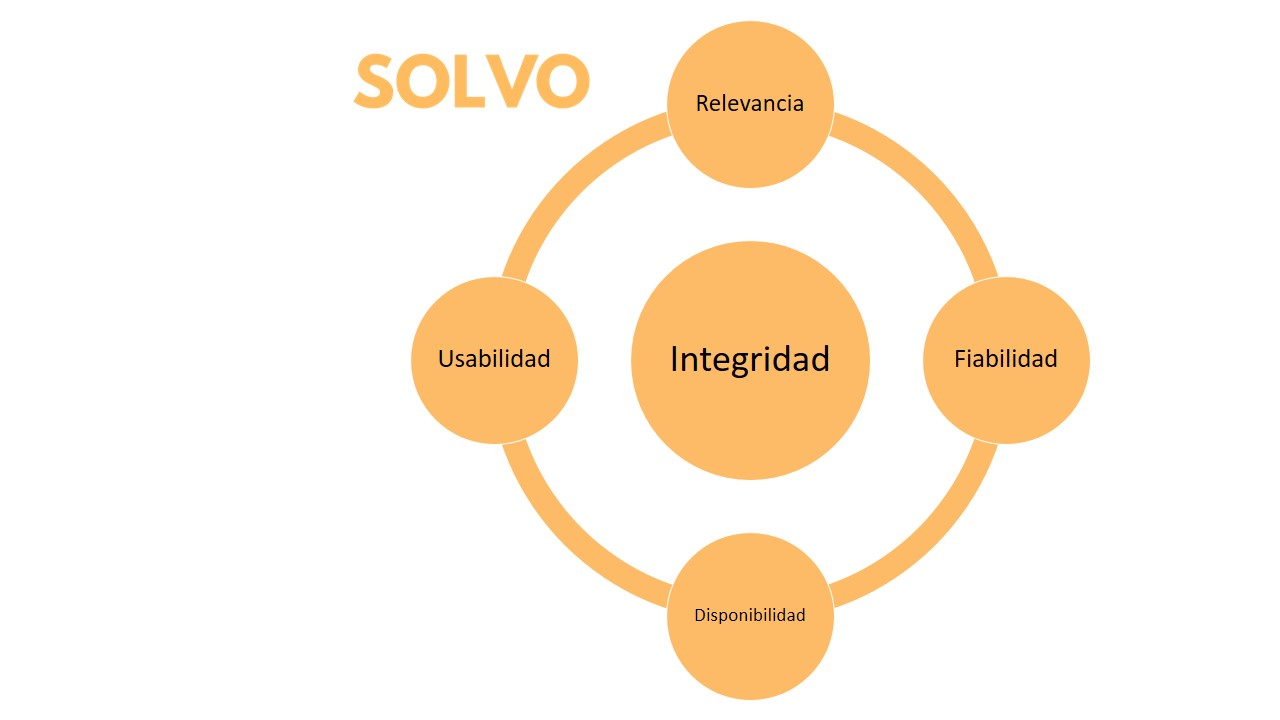 SOLVO
Relevancia
Usabilidad
Integridad
Fiabilidad
Disponibilidad